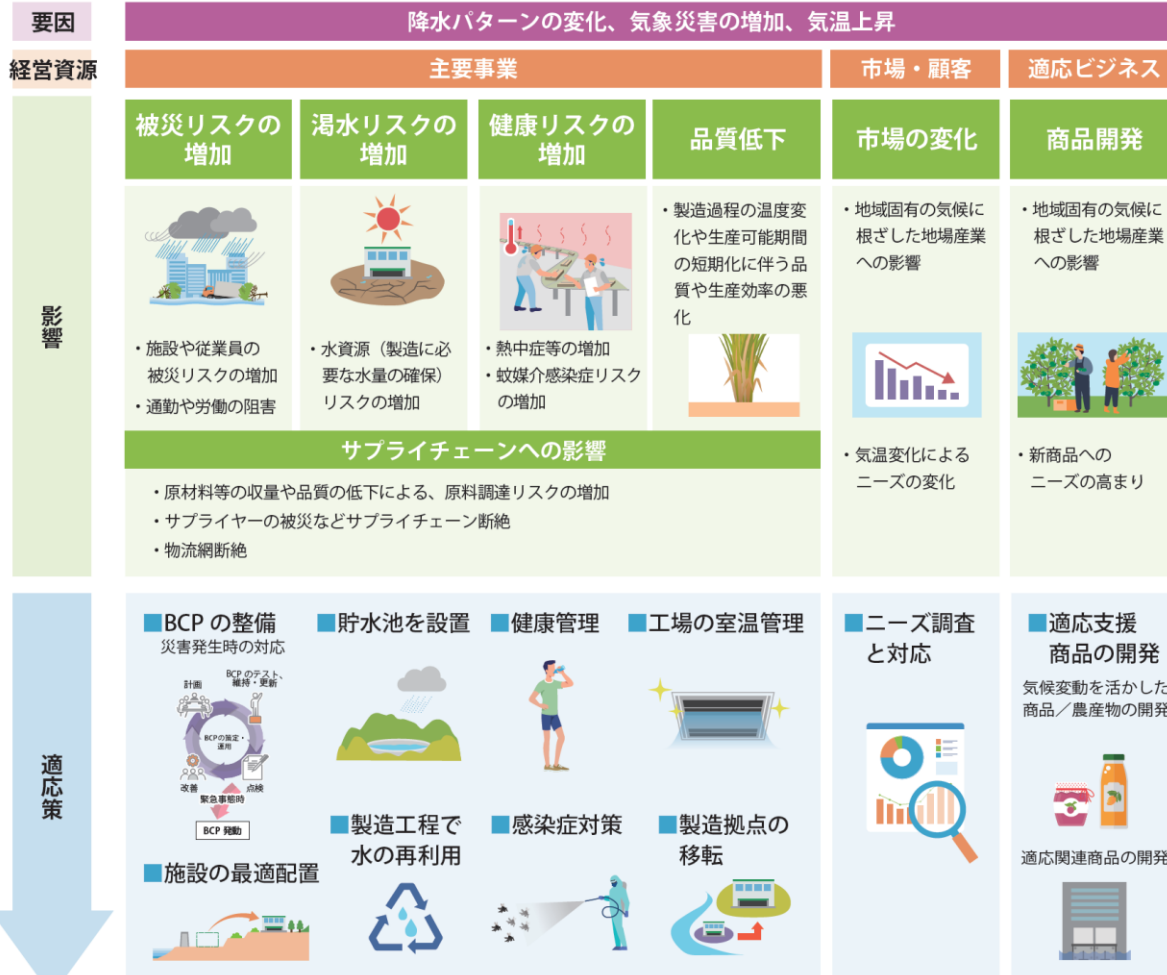 要因
降水パターンの変化、気象災害の増加、気温上昇
経営資源
主要事業
市場・顧客
適応ビジネス
影響
被災リスクの
増加
渇水リスクの
増加
健康リスクの
増加
品質低下
市場の変化
商品開発
・施設や従業員の
被災リスクの増加
・通勤や労働の阻害
・水資源（製造に必
要な水量の確保）
リスクの増加
・熱中症等の増加
・蚊媒介感染症リスク
の増加
・製造過程の温度変
化や生産可能期間
の短期化に伴う品
質や生産効率の悪
化
・地域固有の気候に
根ざした地場産業
への影響
・気温変化による
ニーズの変化
・地域固有の気候に
根ざした地場産業
への影響
・新商品への
ニーズの高まり
サプライチェーンへの影響
・原材料等の収量や品質の低下による、原料調達リスクの増加
・サプライヤーの被災などサプライチェーン断絶
・物流網断絶
適応策
■BCP の整備
災害発生時の対応
計画
BCP のテスト、
維持・更新
BCPの策定・
運用
改善
点検
緊急事態時
BCP 発動
■施設の最適配置
■貯水池を設置
■製造工程で
水の再利用
■健康管理
■感染症対策
■工場の室温管理
■製造拠点の
移転
■ニーズ調査
と対応
■適応支援
商品の開発
気候変動を活かした
商品／農産物の開発
適応関連商品の開発